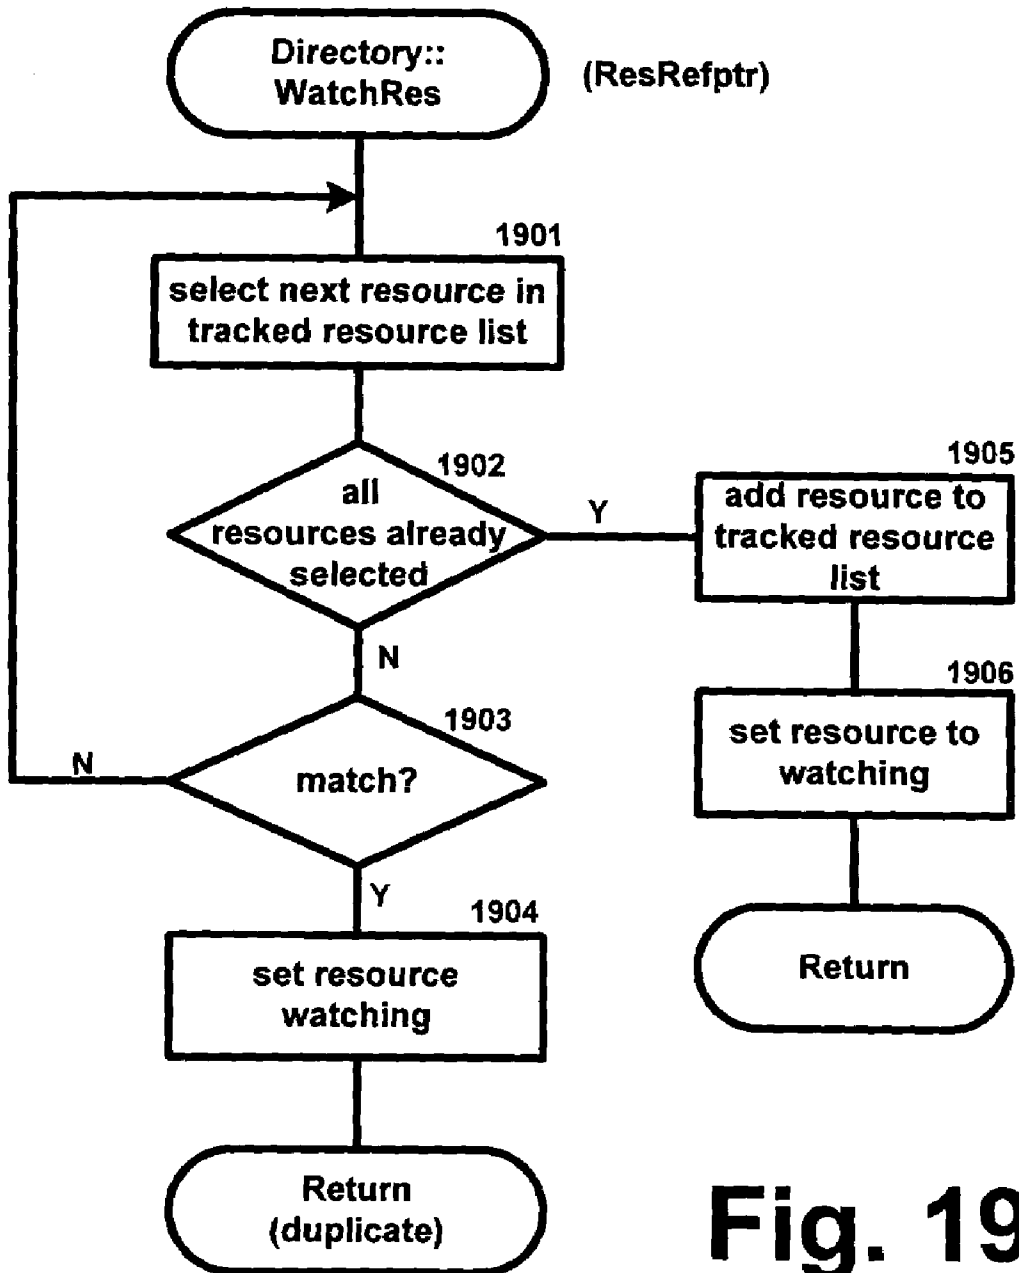 Directory::
WatchRes
(ResRefptr)
1901
select next resource in
tracked resource list
1902
all
resources already
selected
Y
1905
add resource to
tracked resource
list
N
1906
set resource to
watching
1903
match?
N
Y
Return
1904
set resource
watching
Return
(duplicate)
Fig. 19